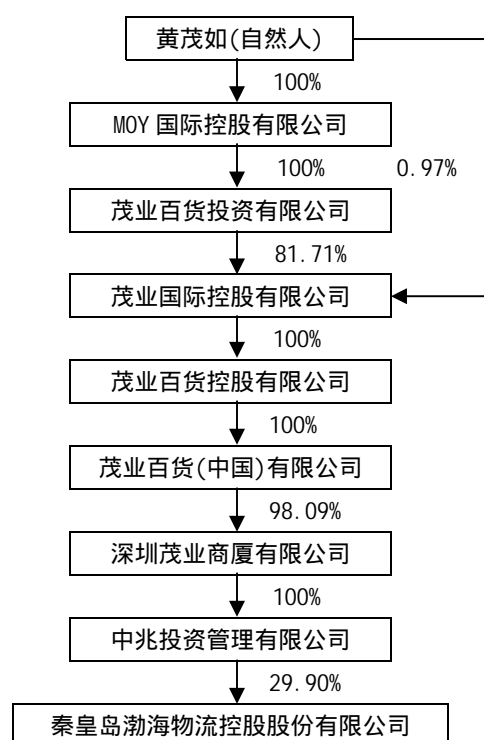 黄茂如(自然人)
100%
MOY 国际控股有限公司
100% 0.97%
茂业百货投资有限公司
81.71%
茂业国际控股有限公司
100%
茂业百货控股有限公司
100%
茂业百货(中国)有限公司
98.09%
深圳茂业商厦有限公司
100%
中兆投资管理有限公司
29.90%
秦皇岛渤海物流控股股份有限公司